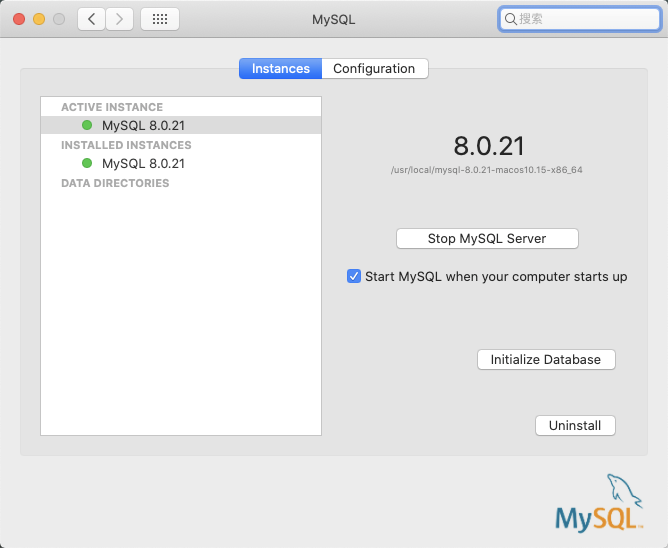 MySQL
搜索
Instances
Configuration
ACTIVE INSTANCE
MySQL 8.0.21
INSTALLED INSTANCES
MySQL 8.0.21
DATA DIRECTORIES
8.0.21
/usr/local/mysql-8.0.21-macos10.15-x86_64
Stop MySQL Server
Start MySQL when your computer starts up
Initialize Database
Uninstall
MySQL™